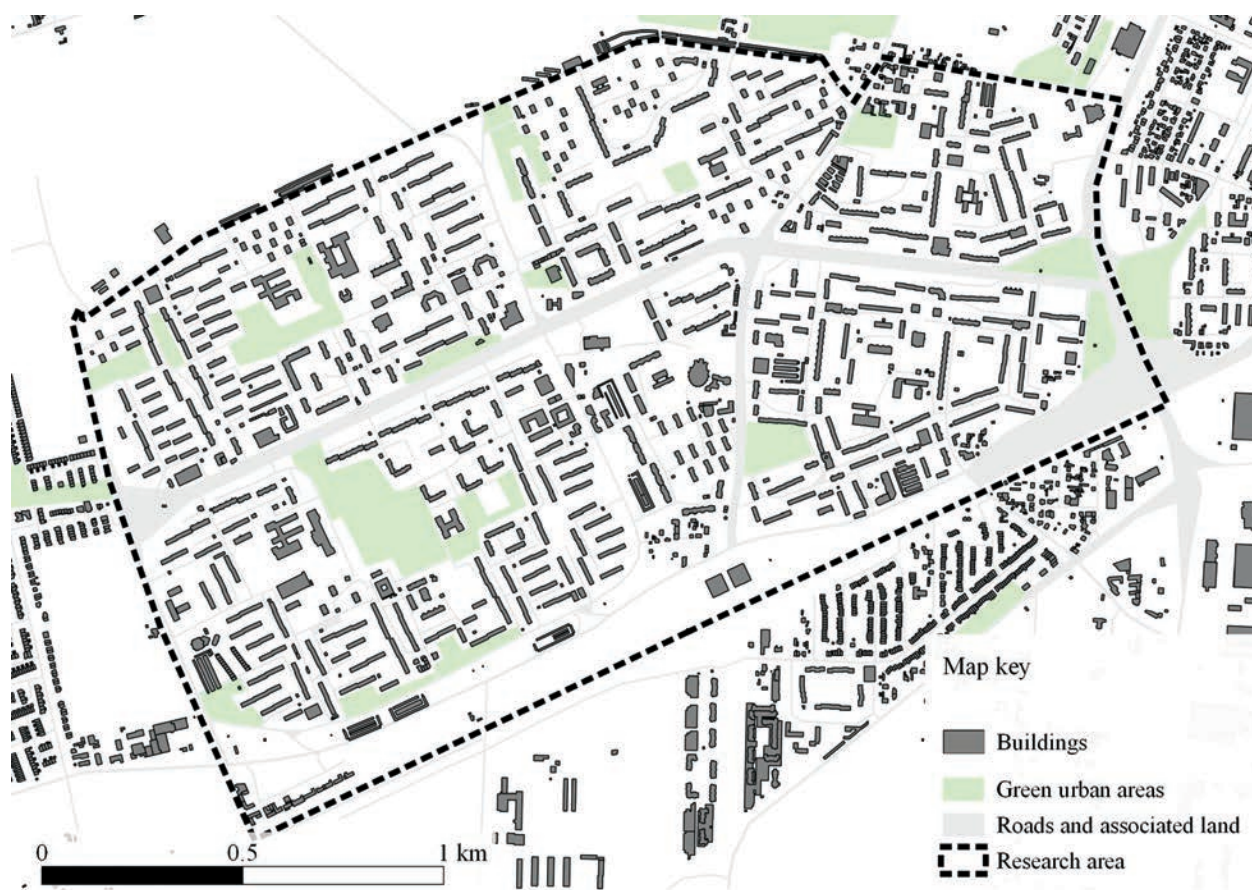 Map key
Buildings
Green urban areas
Roads and associated land
Research area
0 0.5 1 km